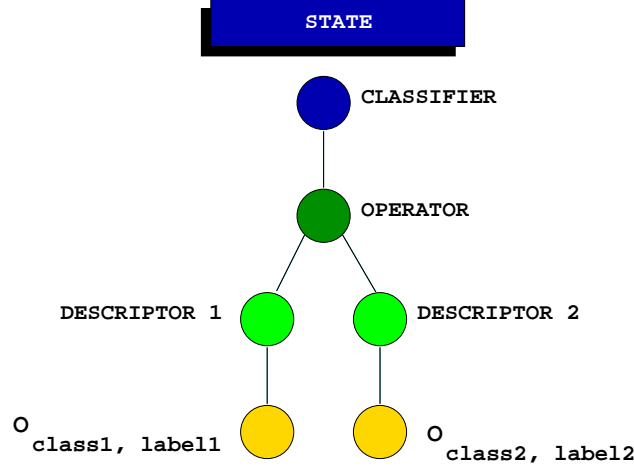 STATE
CLASSIFIER
OPERATOR
DESCRIPTOR 1
DESCRIPTOR 2
O class1, label1
O class2, label2